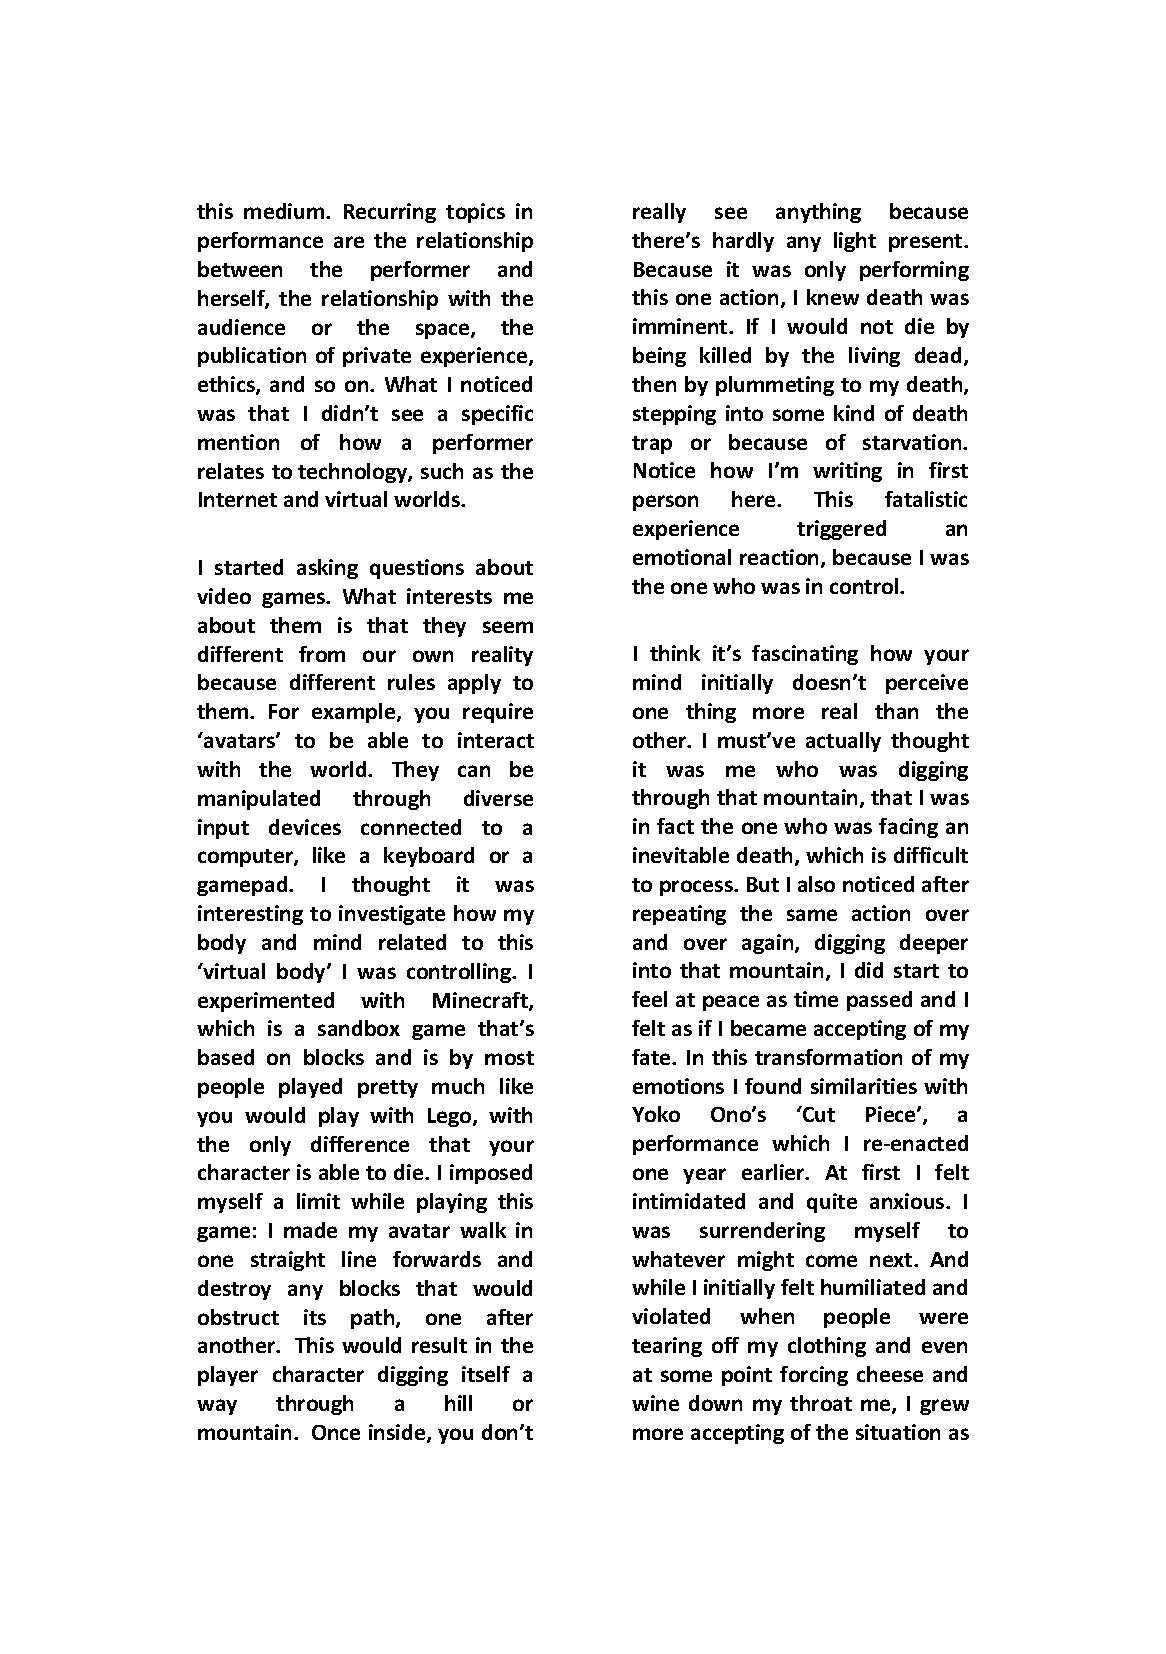 this medium. Recurring topics in
performance are the relationship
between the performer and
herself, the relationship with the
audience or the space, the
publication of private experience,
ethics, and so on. What I noticed
was that I didn’t see a specific
mention of how a performer
relates to technology, such as the
Internet and virtual worlds.
I started asking questions about
video games. What interests me
about them is that they seem
different from our own reality
because different rules apply to
them. For example, you require
‘avatars’ to be able to interact
with the world. They can be
manipulated through diverse
input devices connected to a
computer, like a keyboard or a
gamepad. I thought it was
interesting to investigate how my
body and mind related to this
‘virtual body’ I was controlling. I
experimented with Minecraft,
which is a sandbox game that’s
based on blocks and is by most
people played pretty much like
you would play with Lego, with
the only difference that your
character is able to die. I imposed
myself a limit while playing this
game: I made my avatar walk in
one straight line forwards and
destroy any blocks that would
obstruct its path, one after
another. This would result in the
player character digging itself a
way through a hill or
mountain. Once inside, you don’t
really see anything because
there’s hardly any light present.
Because it was only performing
this one action, I knew death was
imminent. If I would not die by
being killed by the living dead,
then by plummeting to my death,
stepping into some kind of death
trap or because of starvation.
Notice how I’m writing in first
person here. This fatalistic
experience triggered an
emotional reaction, because I was
the one who was in control.
I think it’s fascinating how your
mind initially doesn’t perceive
one thing more real than the
other. I must’ve actually thought
it was me who was digging
through that mountain, that I was
in fact the one who was facing an
inevitable death, which is difficult
to process. But I also noticed after
repeating the same action over
and over again, digging deeper
into that mountain, I did start to
feel at peace as time passed and I
felt as if I became accepting of my
fate. In this transformation of my
emotions I found similarities with
Yoko Ono’s ‘Cut Piece’, a
performance which I re-enacted
one year earlier. At first I felt
intimidated and quite anxious. I
was surrendering myself to
whatever might come next. And
while I initially felt humiliated and
violated when people were
tearing off my clothing and even
at some point forcing cheese and
wine down my throat me, I grew
more accepting of the situation as